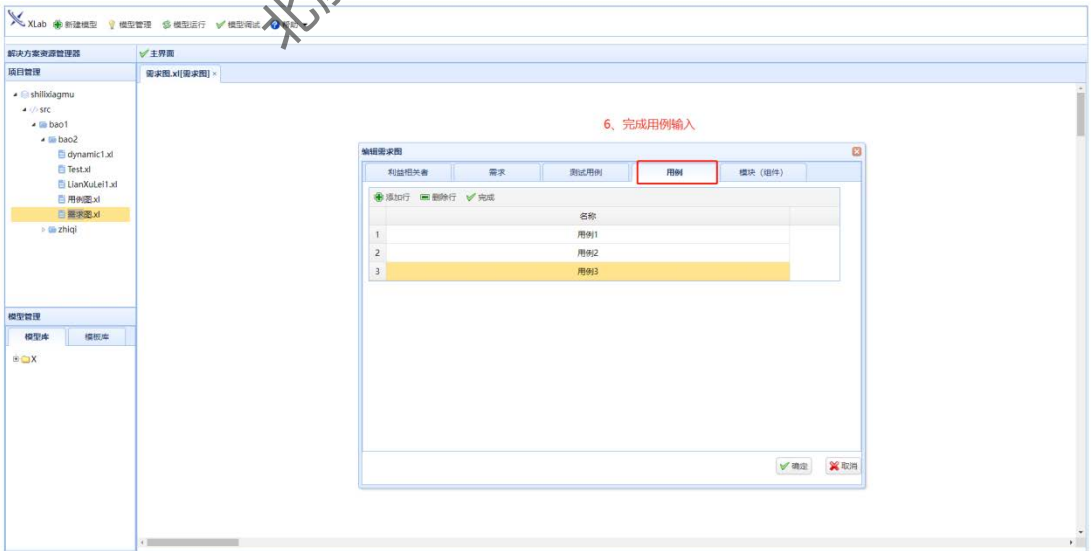 XLab 新建模型 模型管理 模型运行 模型调试 帮助
解决方案资源管理器
主界面
项目管理
需求图.xl[需求图] ×
shilixiagmu
src
bao1
bao2
dynamic1.xl
Test.xl
LianXuLei1.xl
用例图.xl
需求图.xl
zhiqi
6、完成用例输入
编辑需求图
利益相关者 需求 测试用例 用例 模块（组件）
添加行 删除行 完成
名称
1 用例1
2 用例2
3 用例3
确定 取消
模型管理
模型库 模板库
X